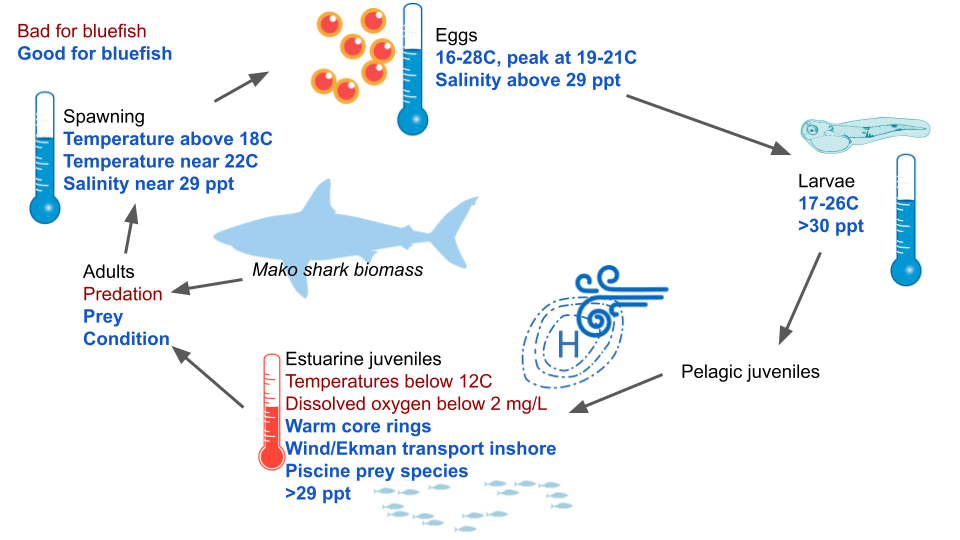 Bad for bluefish
Good for bluefish
Eggs
16-28C, peak at 19-21C
Salinity above 29 ppt
Spawning
Temperature above 18C
Temperature near 22C
Salinity near 29 ppt
Larvae
17-26C
>30 ppt
Mako shark biomass
Adults
Predation
Prey
Condition
H
Pelagic juveniles
Estuarine juveniles
Temperatures below 12C
Dissolved oxygen below 2 mg/L
Warm core rings
Wind/Ekman transport inshore
Piscine prey species
>29 ppt